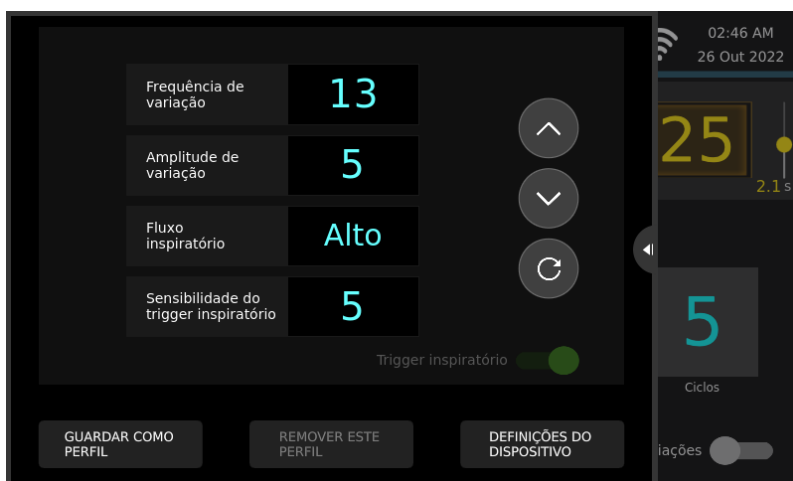 02:46 AM
26 Out 2022
Frequência de
variação
13
Amplitude de
variação
5
Fluxo
inspiratório
Alto
Sensibilidade do
trigger inspiratório
5
Trigger inspiratório
GUARDAR COMO
PERFIL
REMOVER ESTE
PERFIL
DEFINIÇÕES DO
DISPOSITIVO
25
2.1 s
5
Ciclos
iações